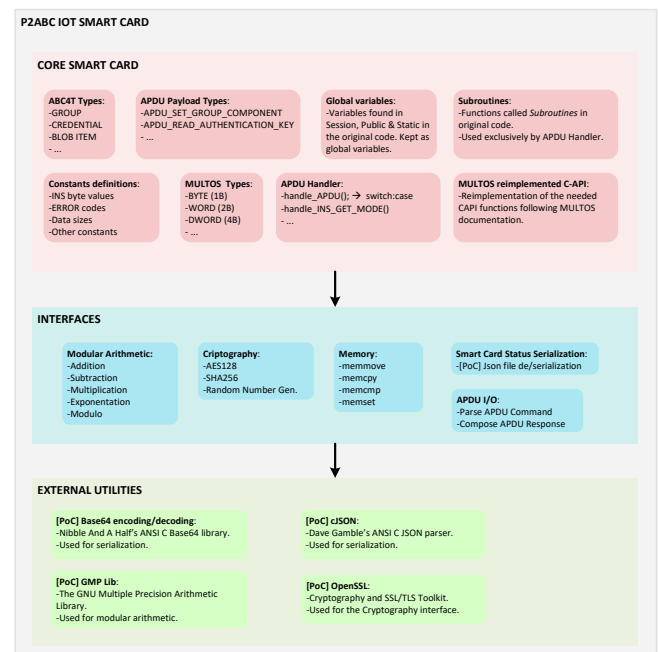 P2ABC IOT SMART CARD
CORE SMART CARD
ABC4T Types:
-GROUP
-CREDENTIAL
-BLOB ITEM
- ...
APDU Payload Types:
-APDU_SET_GROUP_COMPONENT
-APDU_READ_AUTHENTICATION_KEY
- ...
Global variables:
-Variables found in
Session, Public & Static in
the original code. Kept as
global variables.
Subroutines:
-Functions called Subroutines in
original code.
-Used exclusively by APDU Handler.
Constants definitions:
-INS byte values
-ERROR codes
-Data sizes
-Other constants
MULTOS Types:
-BYTE (1B)
-WORD (2B)
-DWORD (4B)
- ...
APDU Handler:
-handle_APDU(); → switch:case
-handle_INS_GET_MODE()
- ...
MULTOS reimplemented C-API:
-Reimplementation of the needed
CAPI functions following MULTOS
documentation.
INTERFACES
Modular Arithmetic:
-Addition
-Subtraction
-Multiplication
-Exponentation
-Modulo
Criptography:
-AES128
-SHA256
-Random Number Gen.
Memory:
-memmove
-memcpy
-memcmp
-memset
Smart Card Status Serialization:
-[PoC] Json file de/serialization
APDU I/O:
-Parse APDU Command
-Compose APDU Response
EXTERNAL UTILITIES
[PoC] Base64 encoding/decoding:
-Nibble And A Half's ANSI C Base64 library.
-Used for serialization.
[PoC] cJSON:
-Dave Gamble's ANSI C JSON parser.
-Used for serialization.
[PoC] GMP Lib:
-The GNU Multiple Precision Arithmetic
Library.
-Used for modular arithmetic.
[PoC] OpenSSL:
-Cryptography and SSL/TLS Toolkit.
-Used for the Cryptography interface.